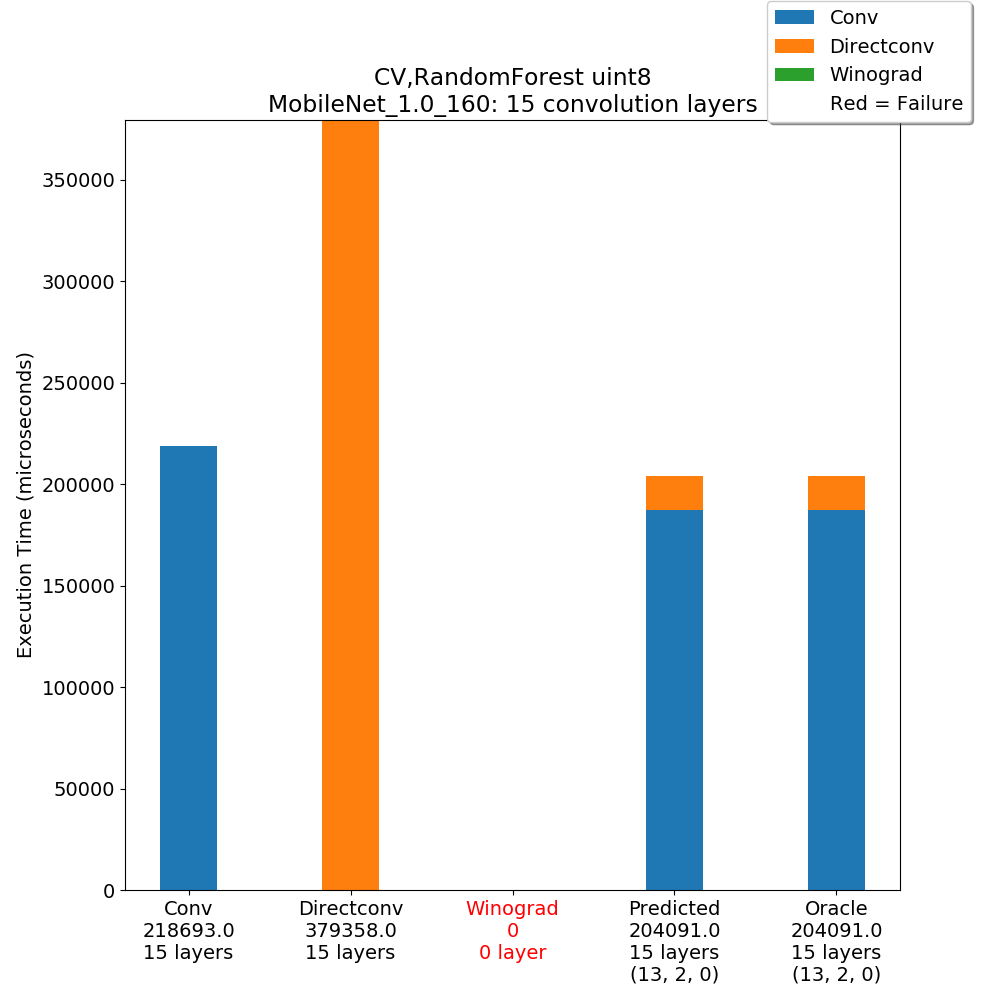 Conv
Directconv
Winograd
Red = Failure
CV,RandomForest uint8
MobileNet_1.0_160: 15 convolution layers
Execution Time (microseconds)
350000
300000
250000
200000
150000
100000
50000
0
Conv
218693.0
15 layers
Directconv
379358.0
15 layers
Winograd
0
0 layer
Predicted
204091.0
15 layers
(13, 2, 0)
Oracle
204091.0
15 layers
(13, 2, 0)